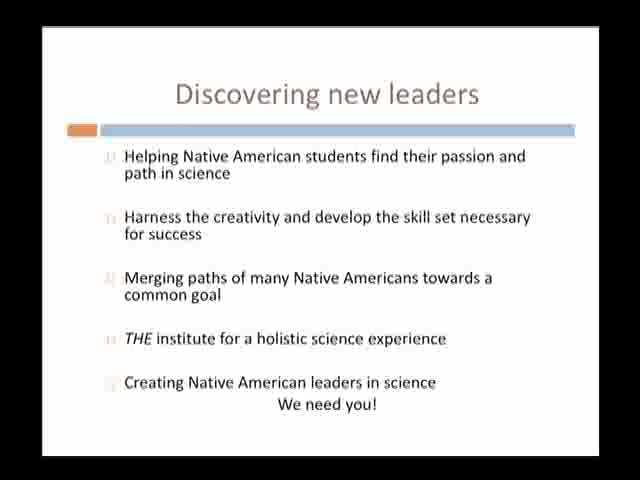 Discovering new leaders
Helping Native American students find their passion and
path in science
Harness the creativity and develop the skill set necessary
for success
Merging paths of many Native Americans towards a
common goal
THE institute for a holistic science experience
Creating Native American leaders in science
We need you!